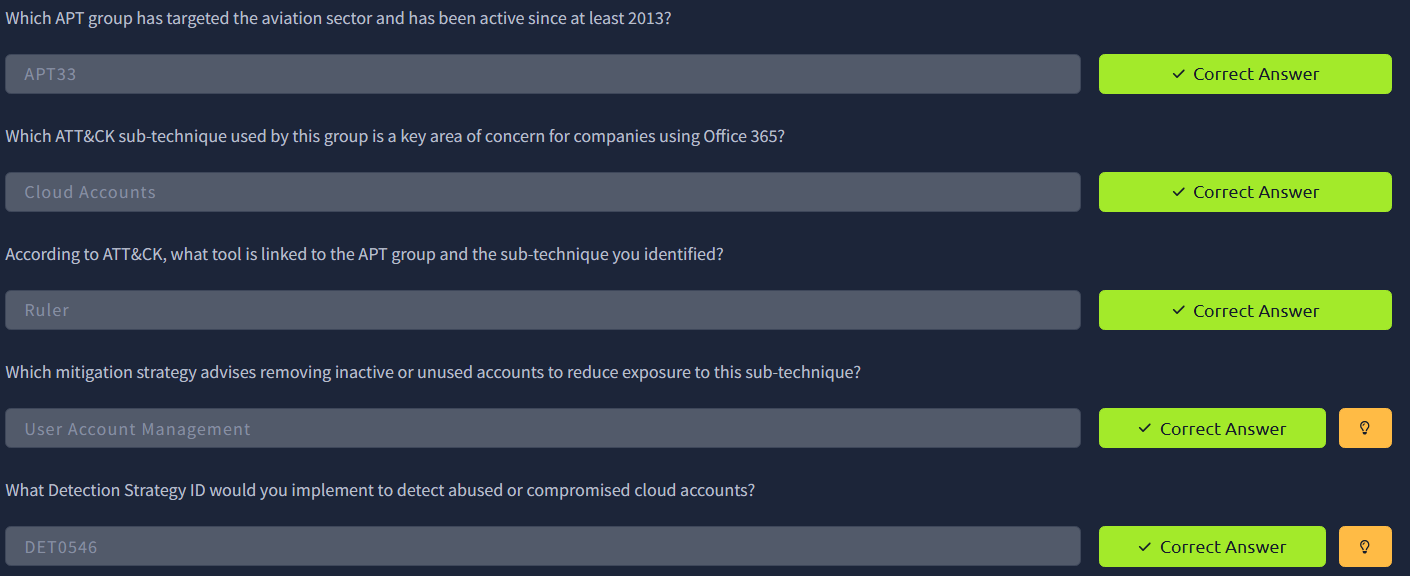 Which APT group has targeted the aviation sector and has been active since at least 2013?
APT33
✓ Correct Answer
Which ATT&CK sub-technique used by this group is a key area of concern for companies using Office 365?
Cloud Accounts
✓ Correct Answer
According to ATT&CK, what tool is linked to the APT group and the sub-technique you identified?
Ruler
✓ Correct Answer
Which mitigation strategy advises removing inactive or unused accounts to reduce exposure to this sub-technique?
User Account Management
✓ Correct Answer
What Detection Strategy ID would you implement to detect abused or compromised cloud accounts?
DET0546
✓ Correct Answer